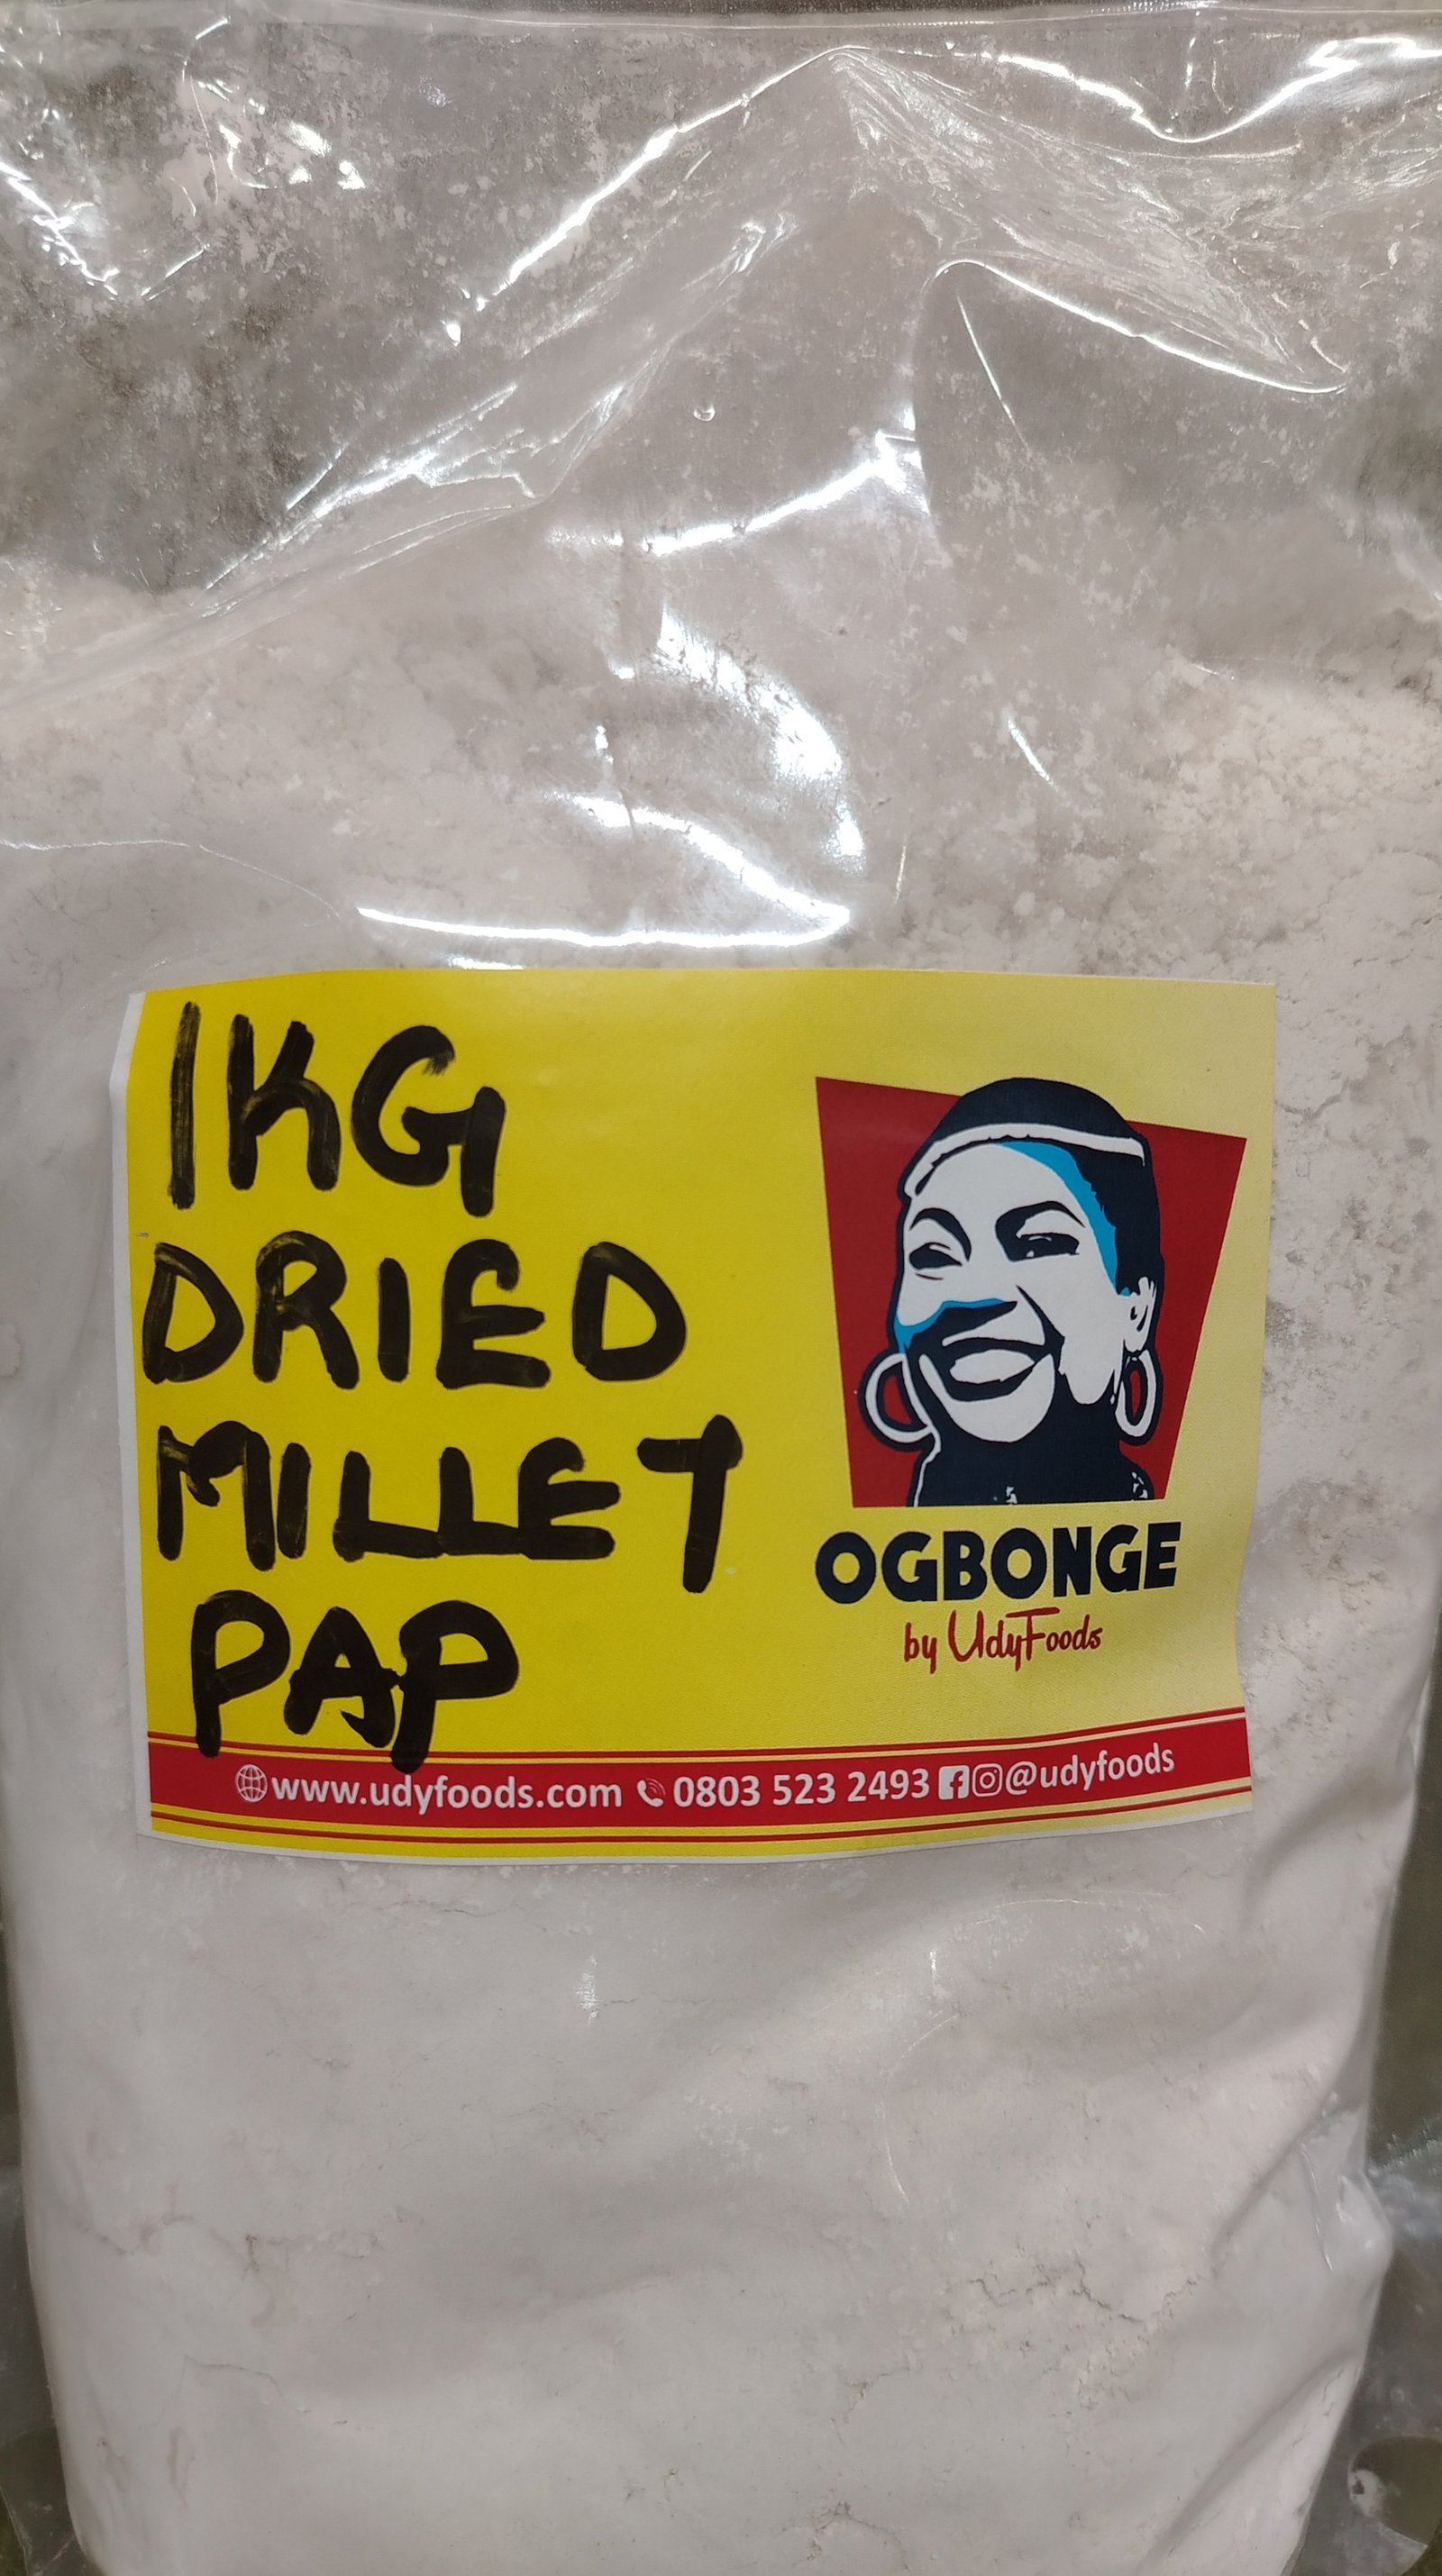 1KG
DRIED
MILLET
PAP
OGBONGE
by UdyFoods
www.udyfoods.com 0803 523 2493 @udyfoods